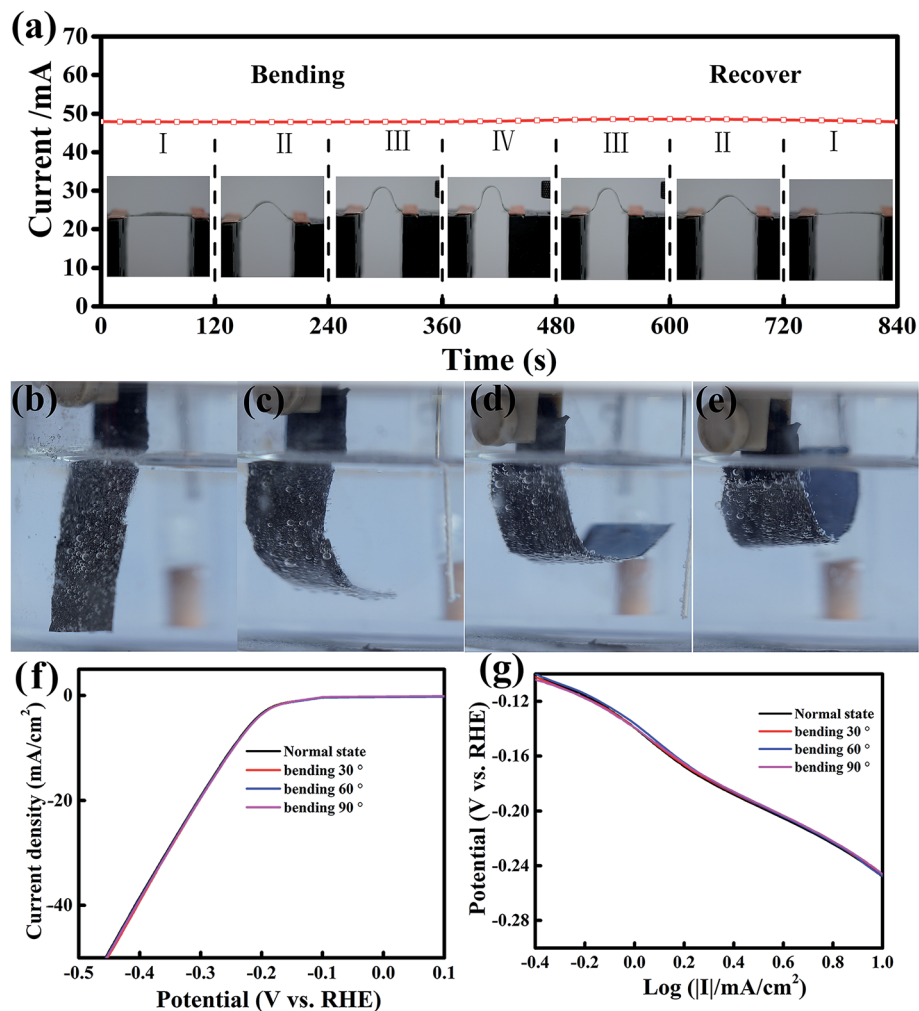 (a)
70
60
50
40
30
20
10
0
Current /mA
Bending
Recover
I
II
III
IV
III
II
I
0
120
240
360
480
600
720
840
Time (s)
(b)
(c)
(d)
(e)
(f)
0
-20
-40
Current density (mA/cm²)
Normal state
bending 30 °
bending 60 °
bending 90 °
-0.5
-0.4
-0.3
-0.2
-0.1
0.0
0.1
Potential (V vs. RHE)
(g)
-0.12
-0.16
-0.20
-0.24
-0.28
Potential (V vs. RHE)
Normal state
bending 30 °
bending 60 °
bending 90 °
-0.4
-0.2
0.0
0.2
0.4
0.6
0.8
1.0
Log (|I|/mA/cm²)